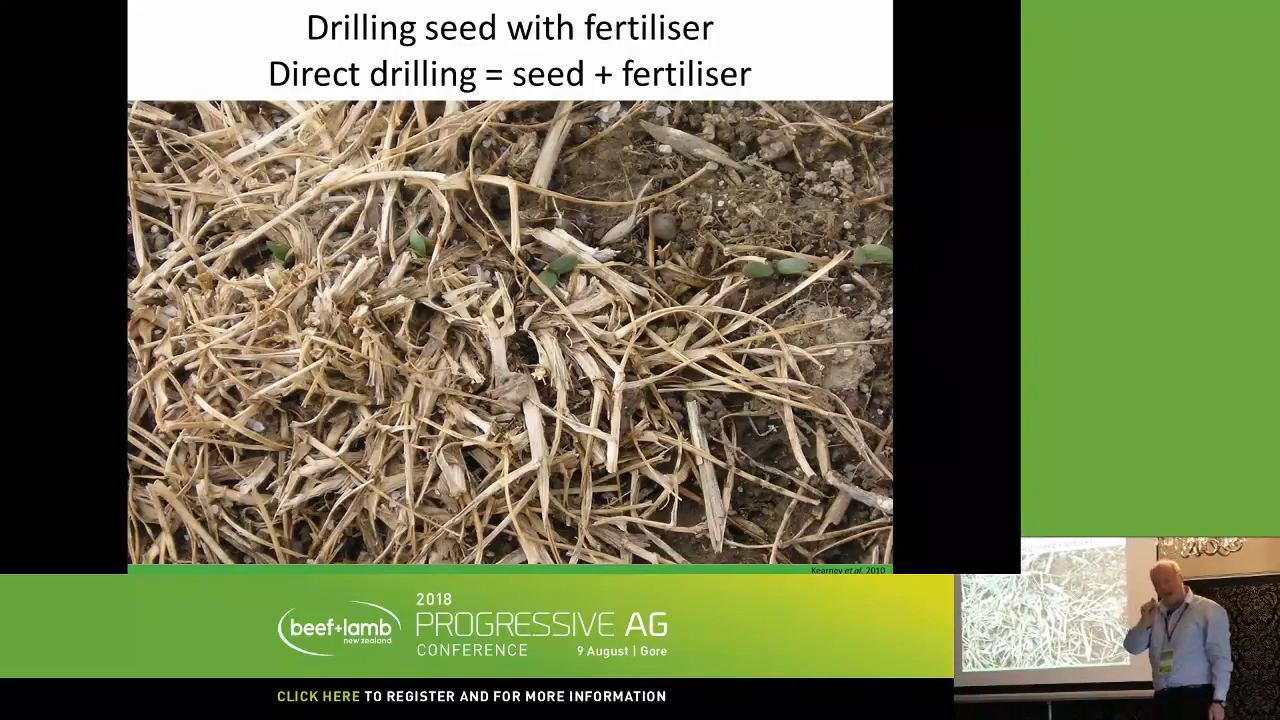 Drilling seed with fertiliser
Direct drilling = seed + fertiliser
Kearney et al. 2010
beef+lamb
new zealand
2018
PROGRESSIVE AG
CONFERENCE
9 August | Gore
CLICK HERE TO REGISTER AND FOR MORE INFORMATION